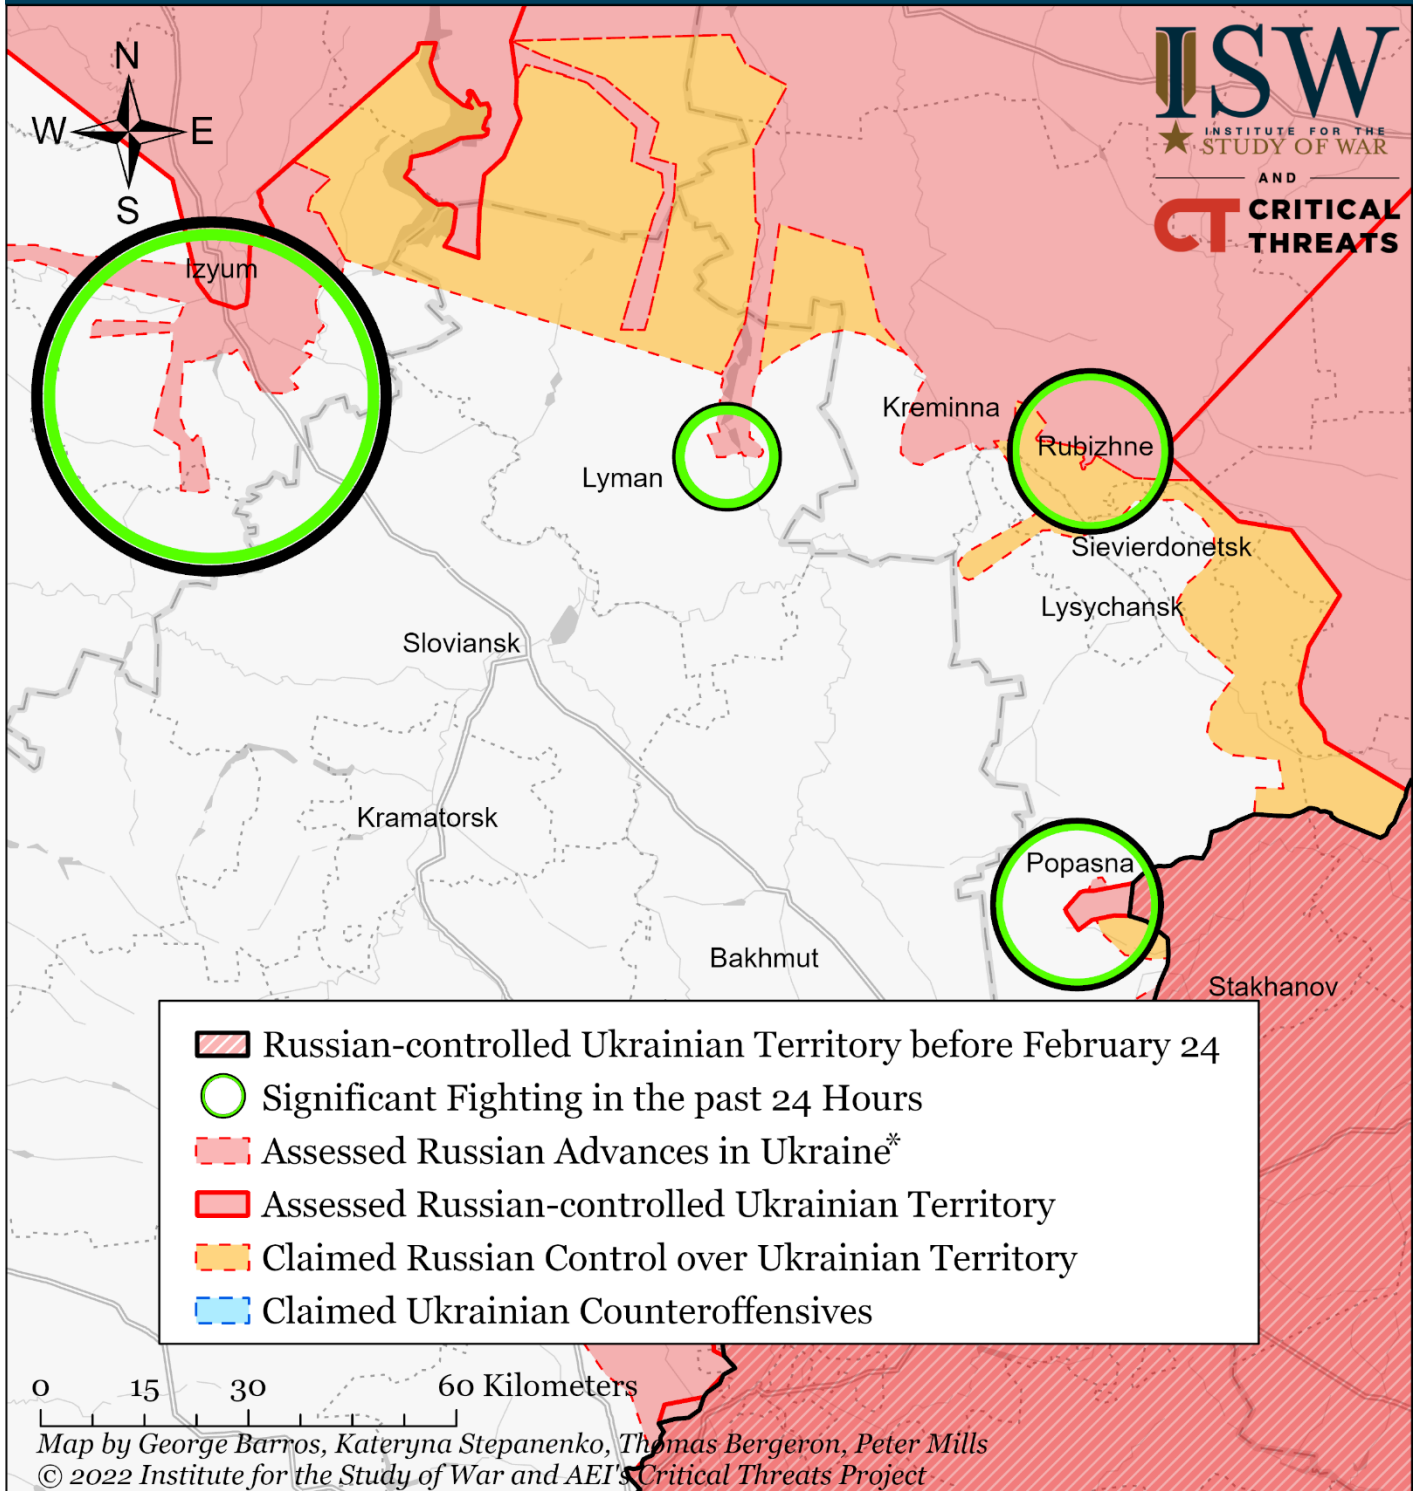 N
W E
S
ISW
INSTITUTE FOR THE
STUDY OF WAR
AND
CT CRITICAL
THREATS
Izyum
Kreminna
Rubizhne
Lyman
Sievierdonetsk
Lysychansk
Sloviansk
Kramatorsk
Popasna
Bakhmut
Stakhanov
Russian-controlled Ukrainian Territory before February 24
Significant Fighting in the past 24 Hours
Assessed Russian Advances in Ukraine*
Assessed Russian-controlled Ukrainian Territory
Claimed Russian Control over Ukrainian Territory
Claimed Ukrainian Counteroffensives
0 15 30 60 Kilometers
Map by George Barros, Kateryna Stepanenko, Thomas Bergeron, Peter Mills
© 2022 Institute for the Study of War and AEI's Critical Threats Project